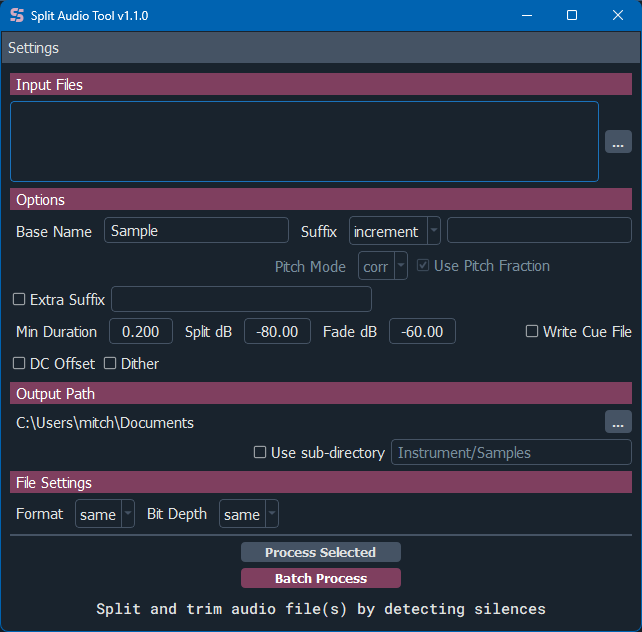 Split Audio Tool v1.1.0
Settings
Input Files
...
Options
Base Name Sample Suffix increment
Pitch Mode corr Use Pitch Fraction
Extra Suffix
Min Duration 0.200 Split dB -80.00 Fade dB -60.00 Write Cue File
DC Offset Dither
Output Path
C:\Users\mitch\Documents ...
Use sub-directory Instrument/Samples
File Settings
Format same Bit Depth same
Process Selected
Batch Process
Split and trim audio file(s) by detecting silences